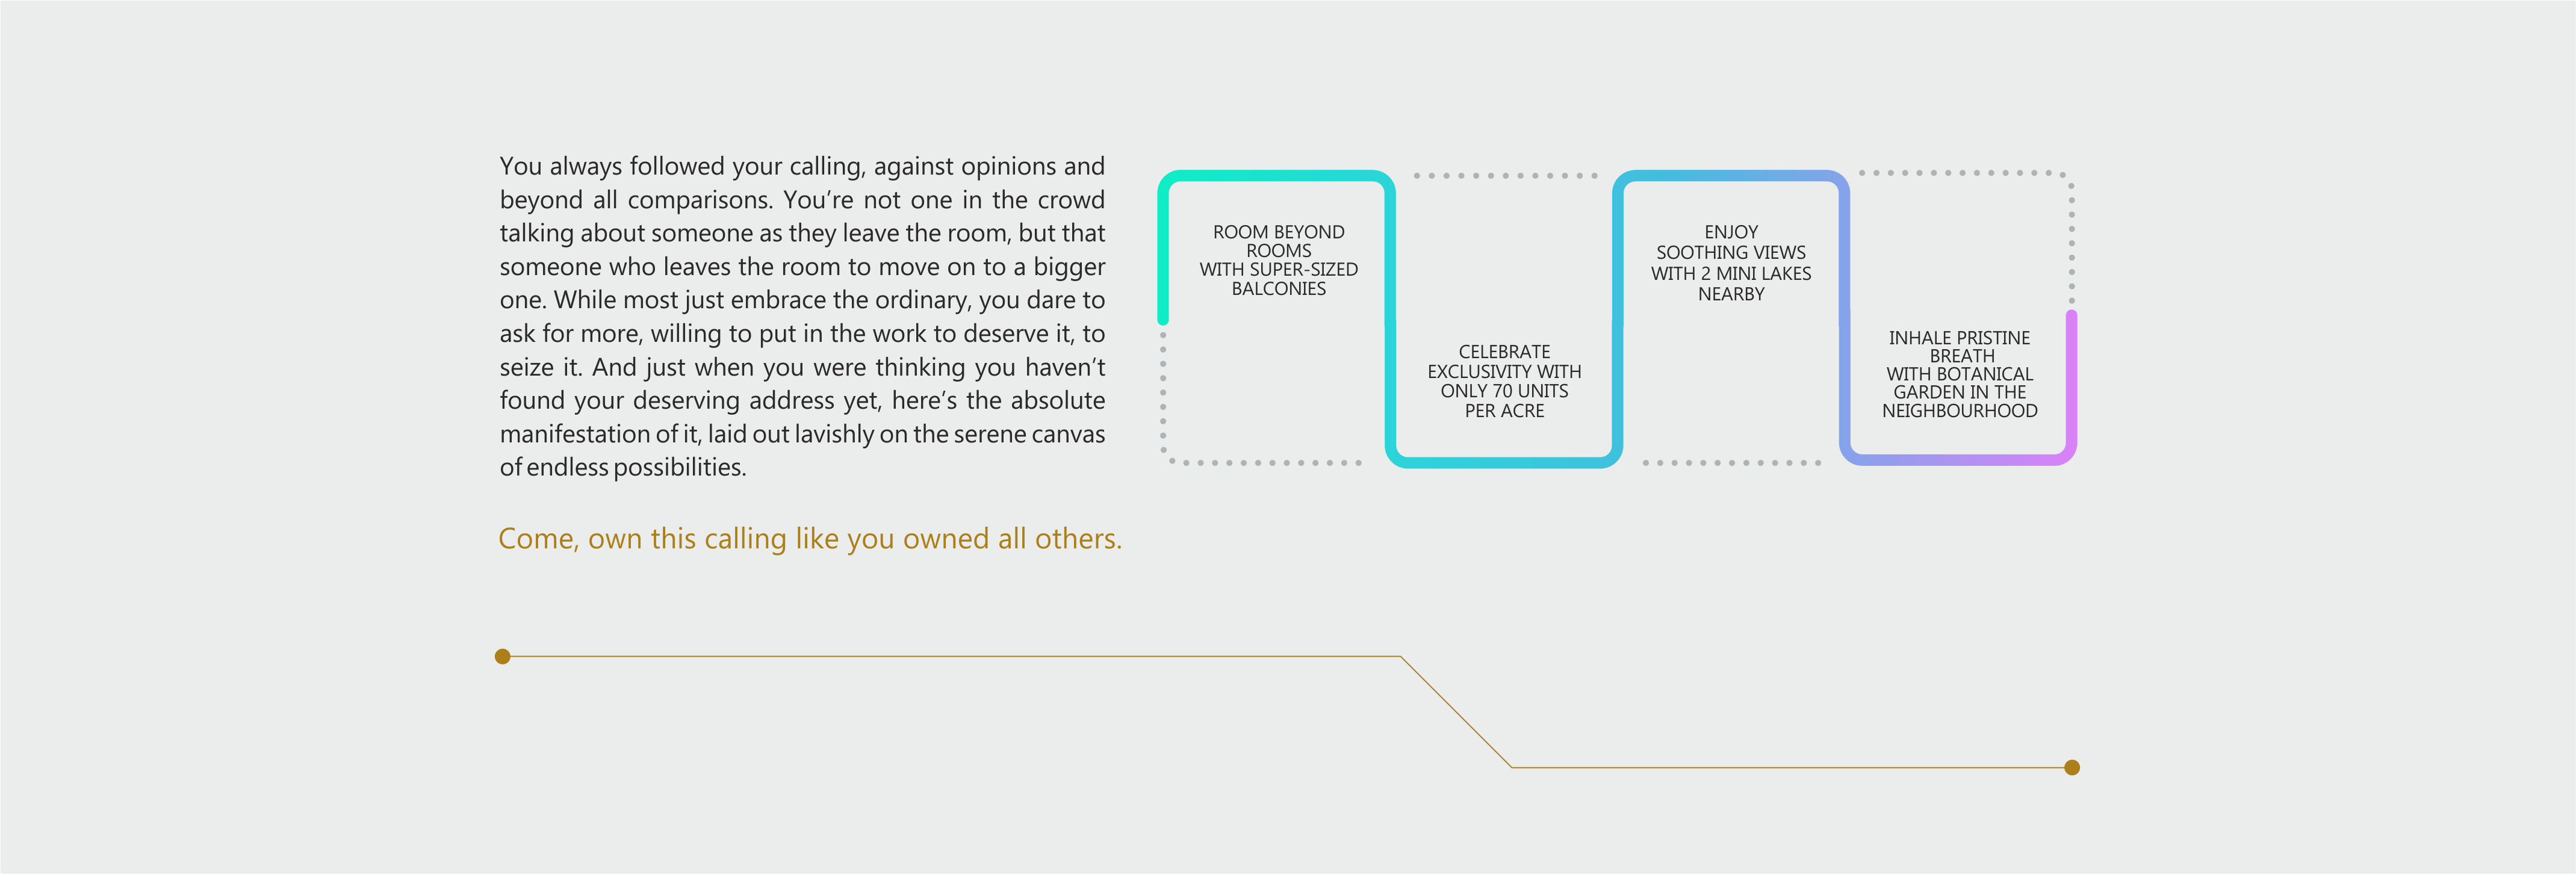 You always followed your calling, against opinions and
beyond all comparisons. You’re not one in the crowd
talking about someone as they leave the room, but that
someone who leaves the room to move on to a bigger
one. While most just embrace the ordinary, you dare to
ask for more, willing to put in the work to deserve it, to
seize it. And just when you were thinking you haven’t
found your deserving address yet, here’s the absolute
manifestation of it, laid out lavishly on the serene canvas
of endless possibilities.
Come, own this calling like you owned all others.
ROOM BEYOND
ROOMS
WITH SUPER-SIZED
BALCONIES
CELEBRATE
EXCLUSIVITY WITH
ONLY 70 UNITS
PER ACRE
ENJOY
SOOTHING VIEWS
WITH 2 MINI LAKES
NEARBY
INHALE PRISTINE
BREATH
WITH BOTANICAL
GARDEN IN THE
NEIGHBOURHOOD